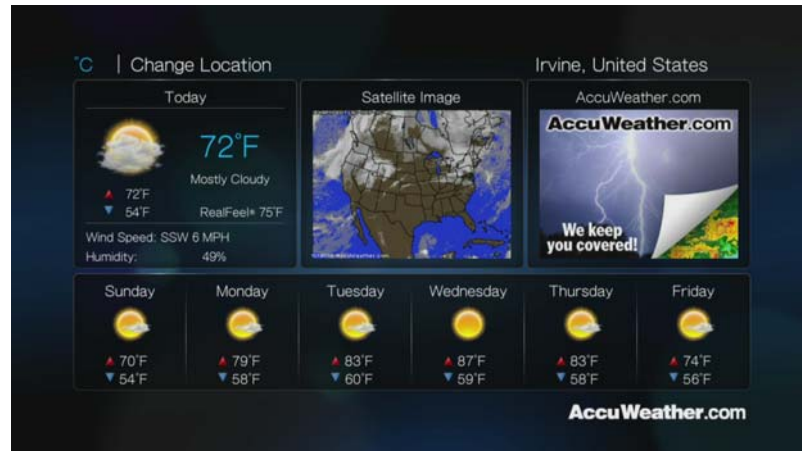 °C | Change Location
Irvine, United States
Today
72°F
Mostly Cloudy
72°F
54°F
RealFeel® 75°F
Wind Speed: SSW 6 MPH
Humidity: 49%
Satellite Image
AccuWeather.com
AccuWeather.com
We keep
you covered!
Sunday
70°F
54°F
Monday
79°F
58°F
Tuesday
83°F
60°F
Wednesday
87°F
59°F
Thursday
83°F
58°F
Friday
74°F
56°F
AccuWeather.com